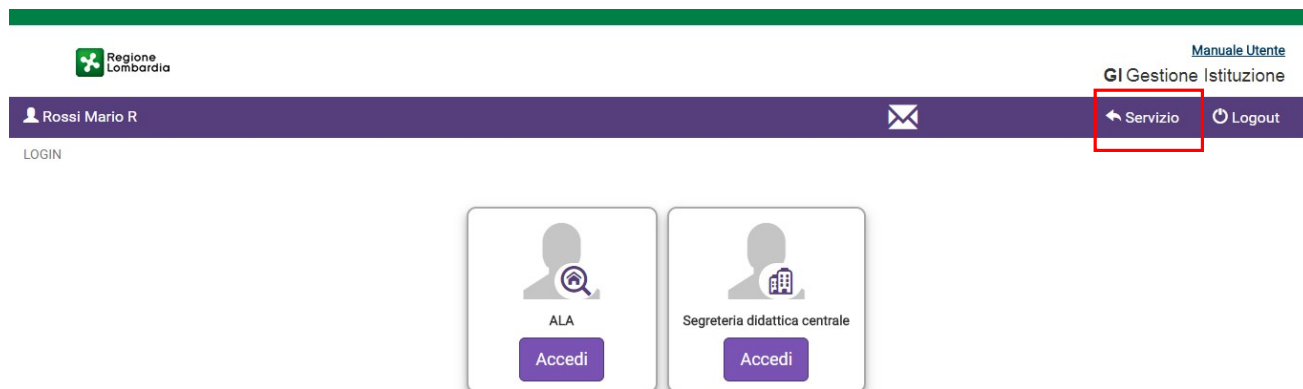 Regione
Lombardia
Manuale Utente
GI Gestione Istituzione
Rossi Mario R
Servizio
Logout
LOGIN
ALA
Segreteria didattica centrale
Accedi
Accedi